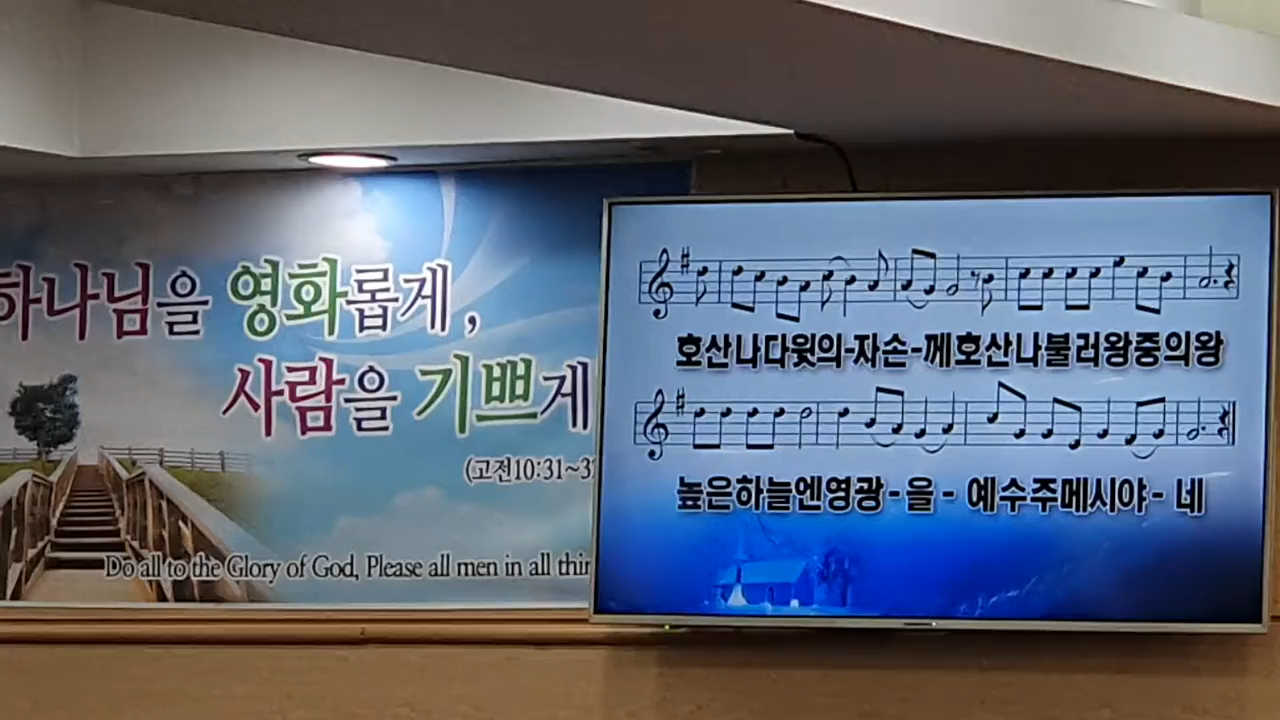 하나님을 영화롭게,
사람을 기쁘게
(고전10:31~3
Do all to the Glory of God, Please all men in all
호산나다윗의-자손-께호산나불러왕중의왕
높은하늘엔영광-을- 예수주메시야- 네